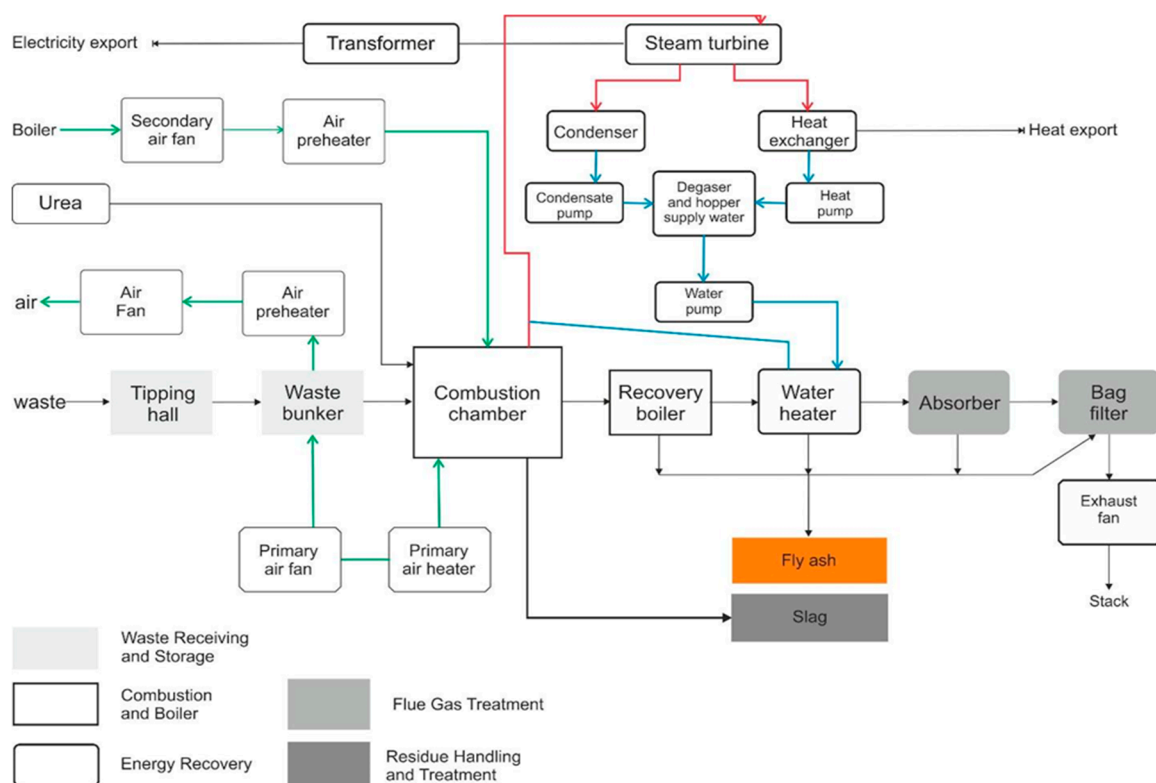 Electricity export
Transformer
Steam turbine
Boiler
Secondary
air fan
Air
preheater
Condenser
Heat
exchanger
Heat export
Urea
Condensate
pump
Degaser
and hopper
supply water
Heat
pump
air
Air
Fan
Air
preheater
Water
pump
waste
Tipping
hall
Waste
bunker
Combustion
chamber
Recovery
boiler
Water
heater
Absorber
Bag
filter
Primary
air fan
Primary
air heater
Exhaust
fan
Fly ash
Slag
Stack
Waste Receiving
and Storage
Combustion
and Boiler
Energy Recovery
Flue Gas Treatment
Residue Handling
and Treatment